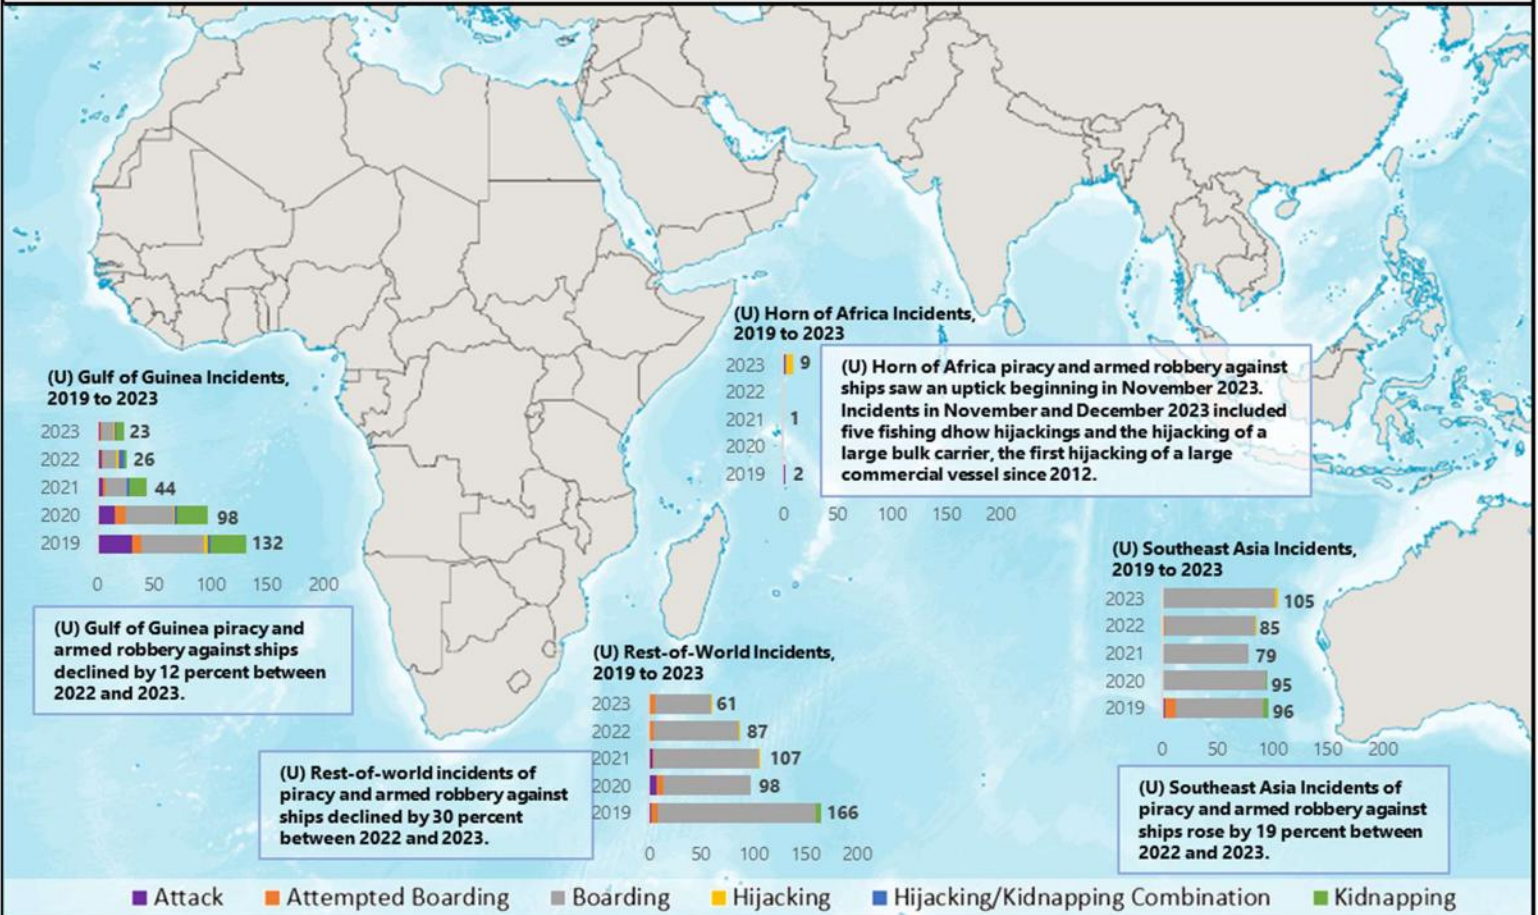 (U) Horn of Africa Incidents,
2019 to 2023
2023 9
2022
2021 1
2020
2019 2
0 50 100 150 200
(U) Horn of Africa piracy and armed robbery against
ships saw an uptick beginning in November 2023.
Incidents in November and December 2023 included
five fishing dhow hijackings and the hijacking of a
large bulk carrier, the first hijacking of a large
commercial vessel since 2012.
(U) Gulf of Guinea Incidents,
2019 to 2023
2023 23
2022 26
2021 44
2020 98
2019 132
0 50 100 150 200
(U) Gulf of Guinea piracy and
armed robbery against ships
declined by 12 percent between
2022 and 2023.
(U) Southeast Asia Incidents,
2019 to 2023
2023 105
2022 85
2021 79
2020 95
2019 96
0 50 100 150 200
(U) Southeast Asia Incidents of
piracy and armed robbery against
ships rose by 19 percent between
2022 and 2023.
(U) Rest-of-World Incidents,
2019 to 2023
2023 61
2022 87
2021 107
2020 98
2019 166
0 50 100 150 200
(U) Rest-of-world incidents of
piracy and armed robbery against
ships declined by 30 percent
between 2022 and 2023.
Attack Attempted Boarding Boarding Hijacking Hijacking/Kidnapping Combination Kidnapping